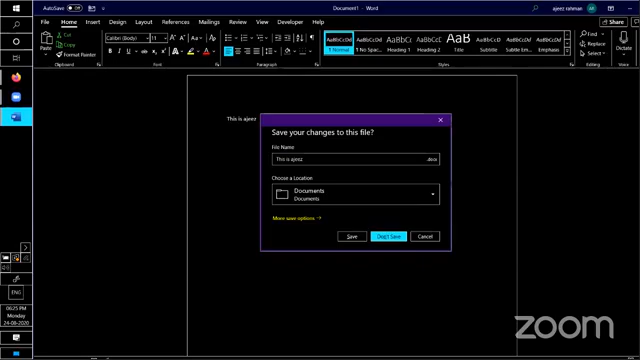 AutoSave Off Document1 - Word ajeez rahman AR
File Home Insert Draw Design Layout References Mailings Review View Developer Help Share
Paste Cut Copy Format Painter
Calibri (Body) 11
AaBbCcDd AaBbCcDd AaBbCc AaBbCcD AaB AaBbCcD AaBbCcDd AaBbCcDd
¶ Normal ¶ No Spac... Heading 1 Heading 2 Title Subtitle Subtle Em... Emphasis
Find Replace Select Dictate
Clipboard Font Paragraph Styles Editing Voice
This is ajeez
Save your changes to this file?
File Name
This is ajeez .docx
Choose a Location
Documents
Documents
More save options →
Save Don't Save Cancel
ENG
06:25 PM
Monday
24-08-2020
zoom